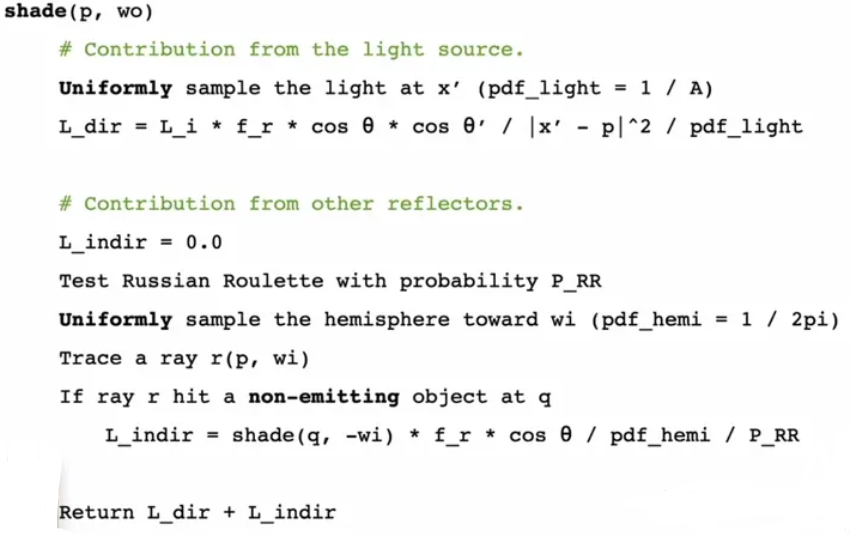 shade(p, wo)
# Contribution from the light source.
Uniformly sample the light at x′ (pdf_light = 1 / A)
L_dir = L_i * f_r * cos θ * cos θ′ / |x′ - p|^2 / pdf_light
# Contribution from other reflectors.
L_indir = 0.0
Test Russian Roulette with probability P_RR
Uniformly sample the hemisphere toward wi (pdf_hemi = 1 / 2pi)
Trace a ray r(p, wi)
If ray r hit a non-emitting object at q
L_indir = shade(q, -wi) * f_r * cos θ / pdf_hemi / P_RR
Return L_dir + L_indir